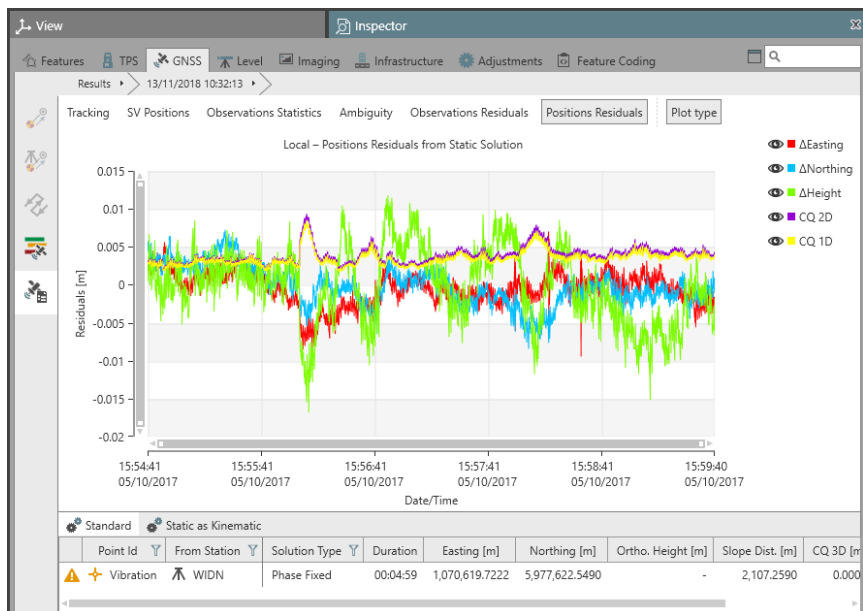 View Inspector
Features TPS GNSS Level Imaging Infrastructure Adjustments Feature Coding
Results 13/11/2018 10:32:13
Tracking SV Positions Observations Statistics Ambiguity Observations Residuals Positions Residuals Plot type
Local – Positions Residuals from Static Solution
ΔEasting
ΔNorthing
ΔHeight
CQ 2D
CQ 1D
Residuals [m]
0.015
0.01
0.005
0
-0.005
-0.01
-0.015
-0.02
15:54:41 15:55:41 15:56:41 15:57:41 15:58:41 15:59:40
05/10/2017 05/10/2017 05/10/2017 05/10/2017 05/10/2017 05/10/2017
Date/Time
Standard Static as Kinematic
Point Id From Station Solution Type Duration Easting [m] Northing [m] Ortho. Height [m] Slope Dist. [m] CQ 3D [m
Vibration WIDN Phase Fixed 00:04:59 1,070,619.7222 5,977,622.5490 - 2,107.2590 0.000